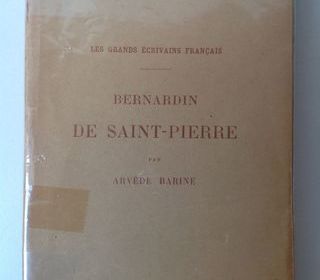 LES GRANDS ÉCRIVAINS FRANÇAIS
BERNARDIN
DE SAINT-PIERRE
PAR
ARVÈDE BARINE